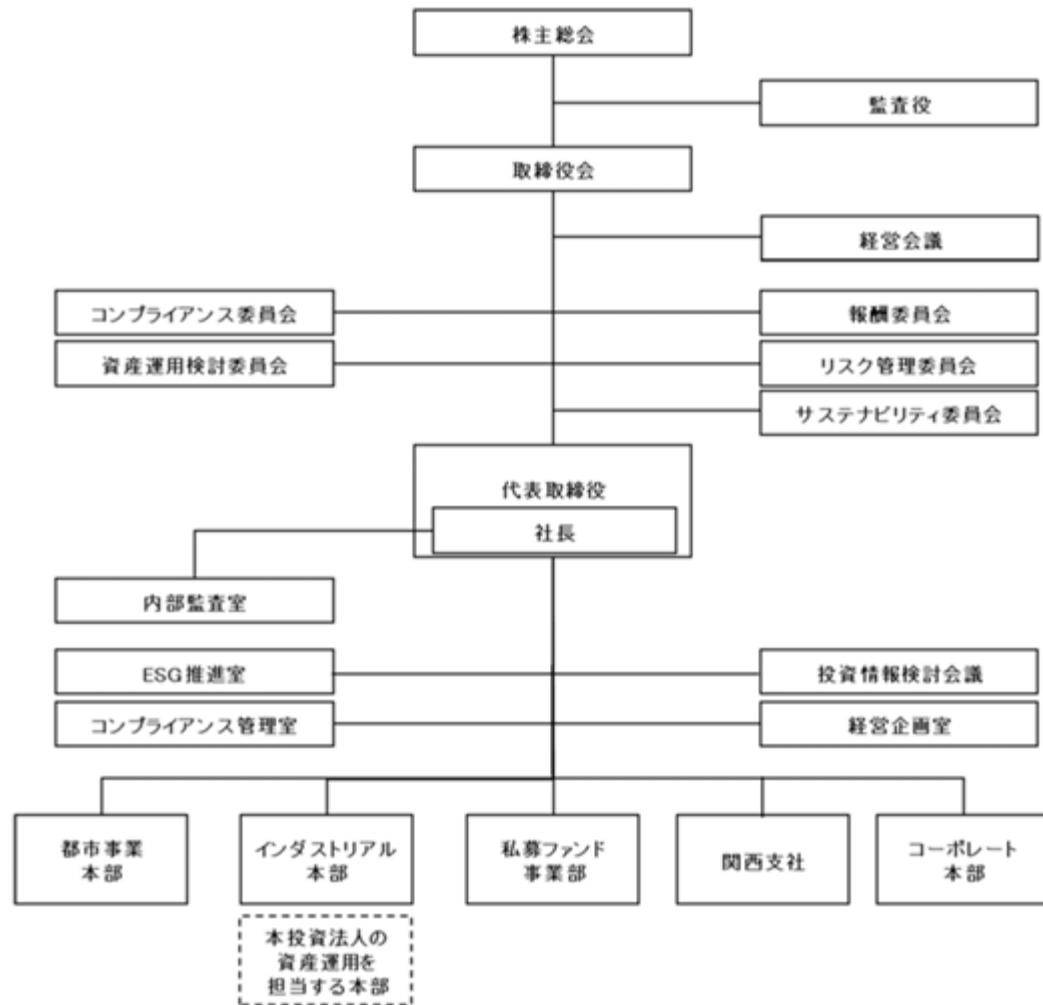 株主総会
監査役
取締役会
経営会議
コンプライアンス委員会
報酬委員会
資産運用検討委員会
リスク管理委員会
サステナビリティ委員会
代表取締役
社長
内部監査室
ESG推進室
投資情報検討会議
コンプライアンス管理室
経営企画室
都市事業
本部
インダストリアル
本部
私募ファンド
事業部
関西支社
コーポレート
本部
本投資法人の
資産運用を
担当する本部